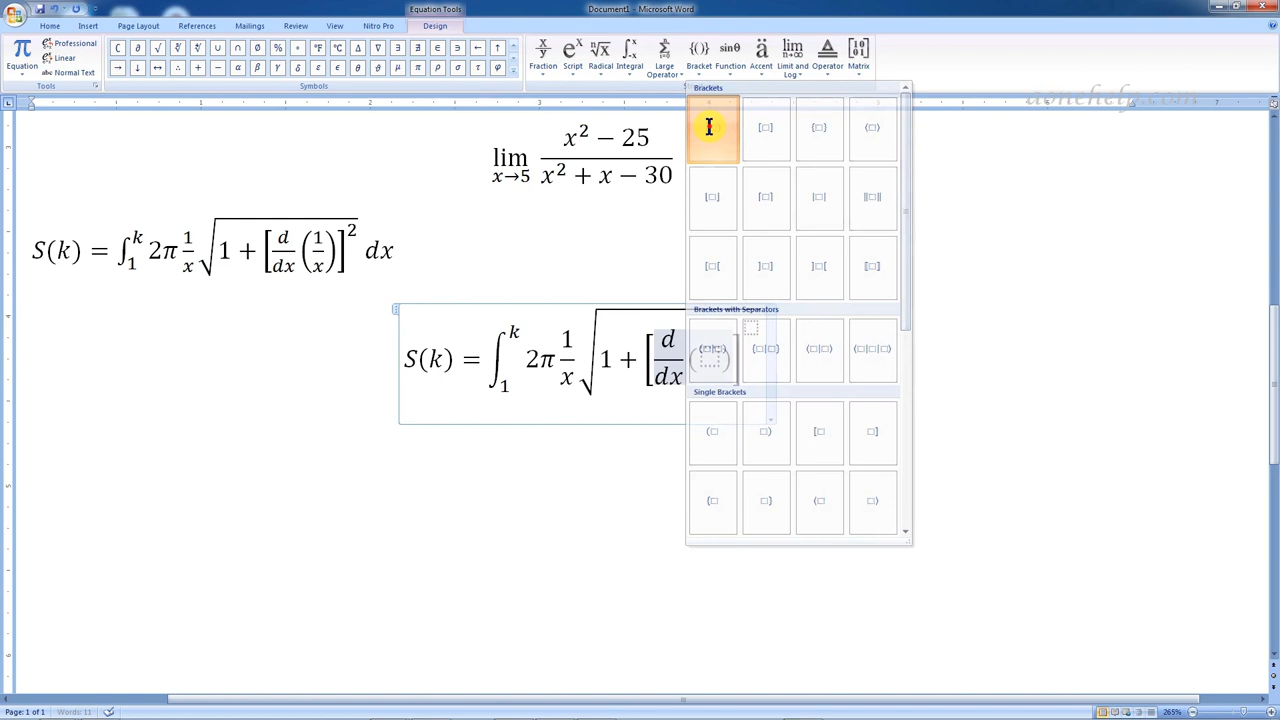 Equation Tools
Document1 - Microsoft Word
Home Insert Page Layout References Mailings Review View Nitro Pro Design
Equation
Professional
Linear
Normal Text
Tools
Symbols
Fraction Script Radical Integral Large Operator Bracket Function Accent Limit and Log Operator Matrix
Brackets
aonehelp.com
lim x→5 (x² − 25)/(x² + x − 30)
S(k) = ∫₁ᵏ 2π 1/x √(1 + [d/dx (1/x)]²) dx
Brackets with Separators
S(k) = ∫₁ᵏ 2π 1/x √(1 + [d/dx ( )]
Single Brackets
Page: 1 of 1 Words: 11
265%